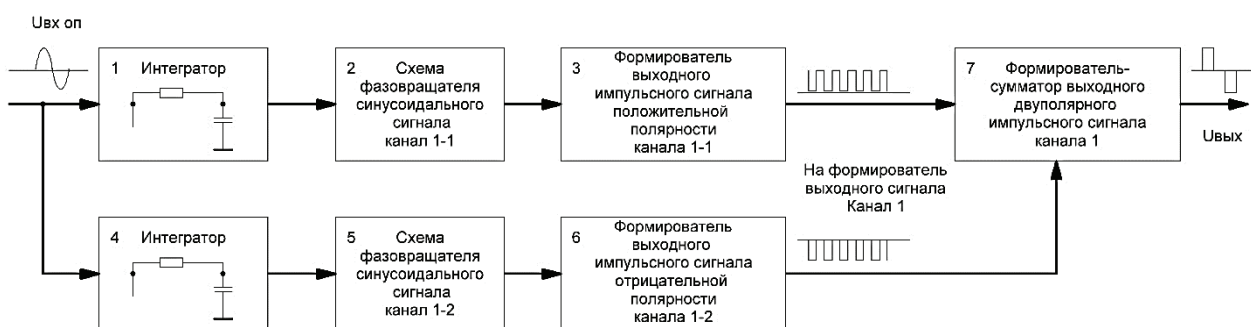 Uвх оп
1 Интегратор
2 Схема
фазовращателя
синусоидального
сигнала
канал 1-1
3 Формирователь
выходного
импульсного сигнала
положительной
полярности
канала 1-1
7 Формирователь-
сумматор выходного
двуполярного
импульсного сигнала
канала 1
Uвых
На формирователь
выходного сигнала
Канал 1
4 Интегратор
5 Схема
фазовращателя
синусоидального
сигнала
канал 1-2
6 Формирователь
выходного
импульсного сигнала
отрицательной
полярности
канала 1-2